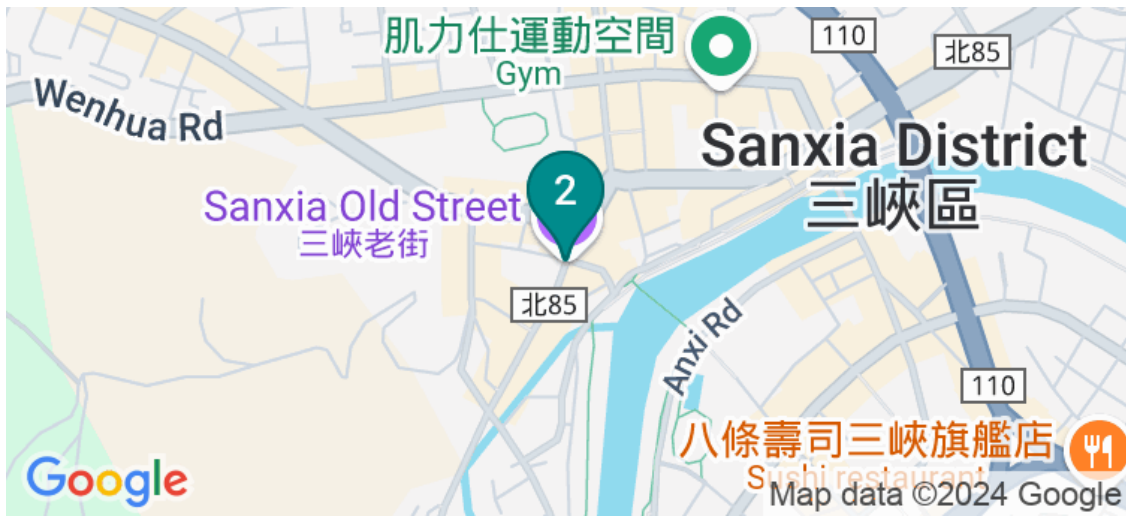 肌力仕運動空間
Gym
110
北85
Wenhua Rd
Sanxia District
三峽區
2
Sanxia Old Street
三峽老街
北85
Anxi Rd
110
八條壽司三峽旗艦店
Sushi restaurant
Google
Map data ©2024 Google